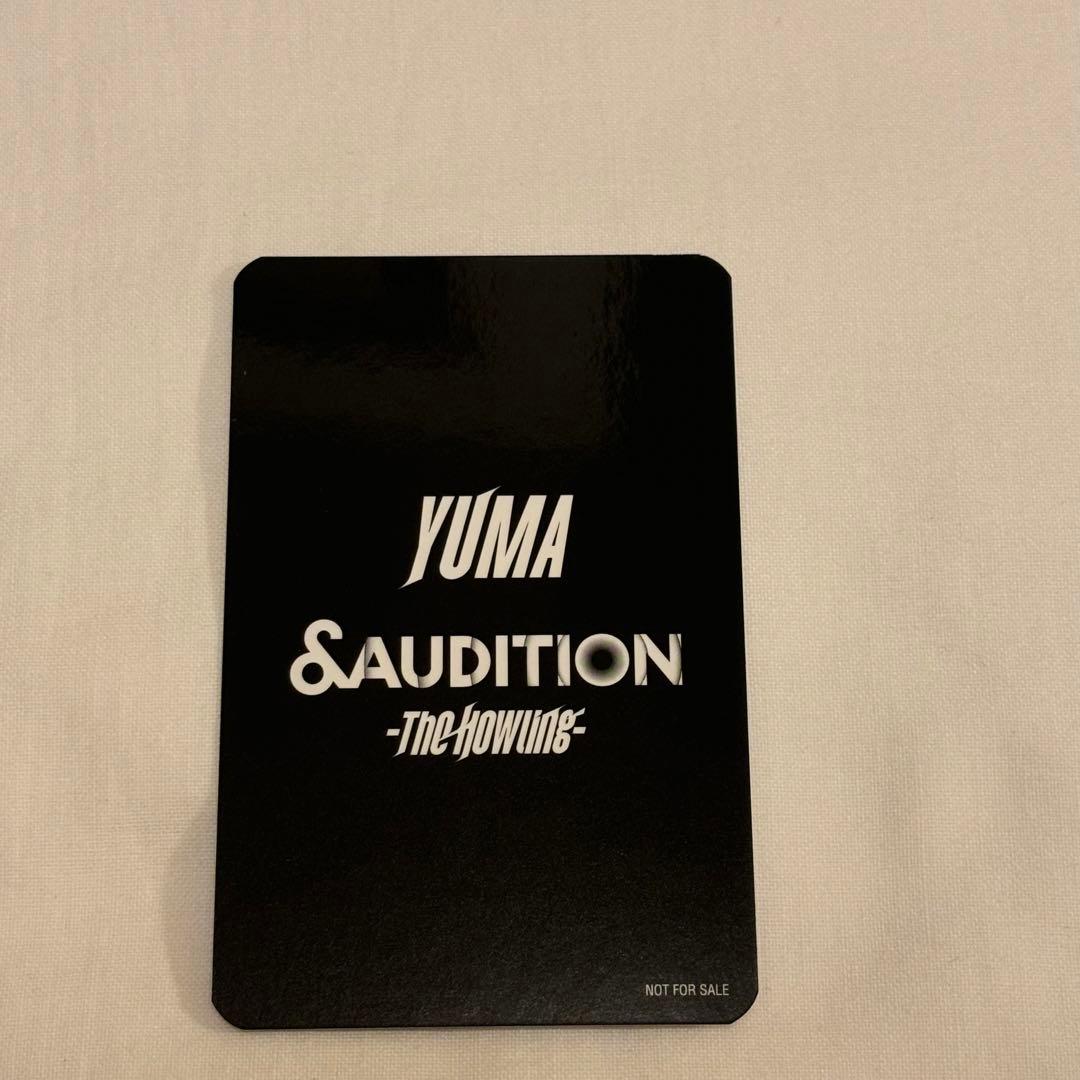 YUMA
&AUDITION
-The Howling-
NOT FOR SALE